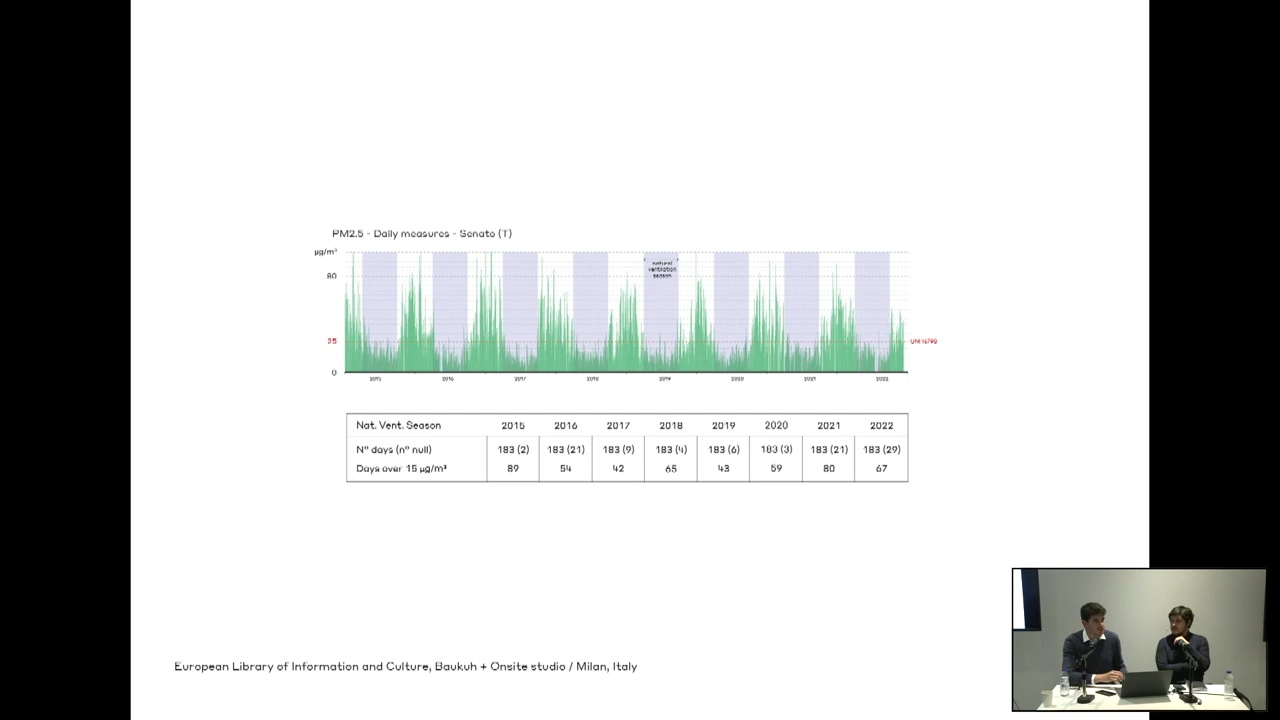 PM2.5 - Daily measures - Senato (T)
µg/m³
80
natural
ventilation
season
25
UNI 16798
0
2015 2016 2017 2018 2019 2020 2021 2022
Nat. Vent. Season 2015 2016 2017 2018 2019 2020 2021 2022
N° days (n° null) 183 (2) 183 (21) 183 (9) 183 (4) 183 (6) 183 (3) 183 (21) 183 (29)
Days over 15 µg/m³ 89 54 42 65 43 59 80 67
European Library of Information and Culture, Baukuh + Onsite studio / Milan, Italy